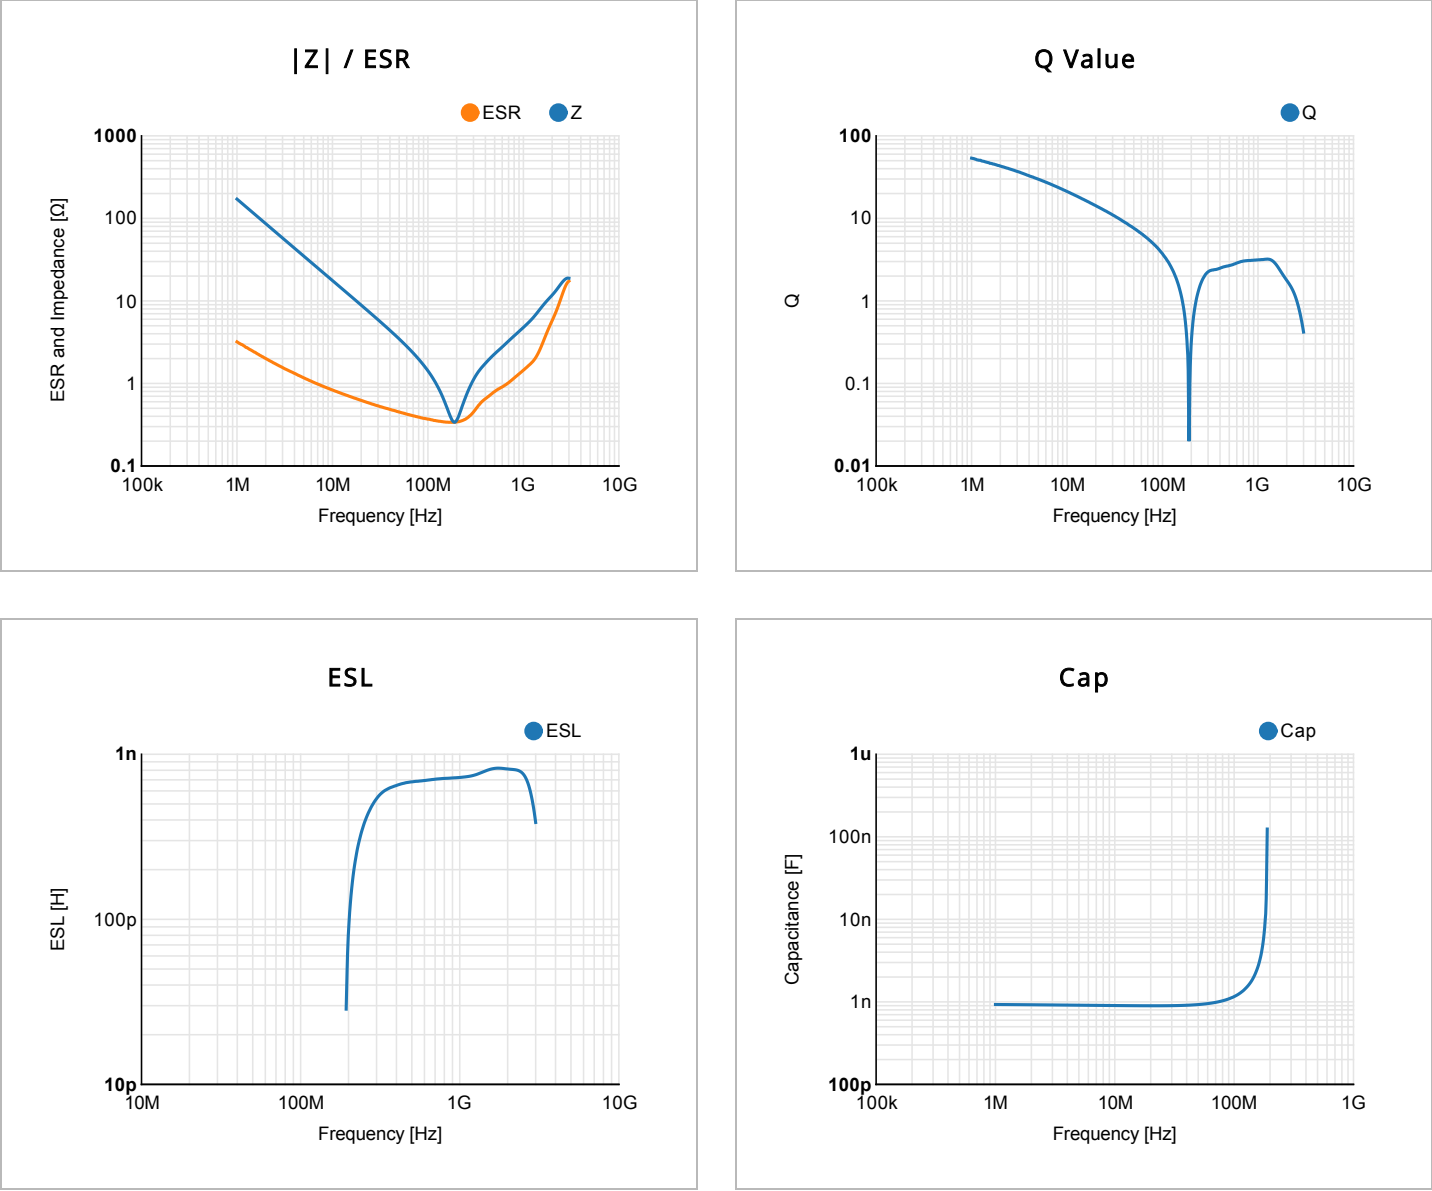 |Z| / ESR
ESR Z
1000
100
10
1
0.1
ESR and Impedance [Ω]
100k 1M 10M 100M 1G 10G
Frequency [Hz]
Q Value
Q
100
10
1
0.1
0.01
Q
100k 1M 10M 100M 1G 10G
Frequency [Hz]
ESL
ESL
1n
100p
10p
ESL [H]
10M 100M 1G 10G
Frequency [Hz]
Cap
Cap
1u
100n
10n
1n
100p
Capacitance [F]
100k 1M 10M 100M 1G
Frequency [Hz]